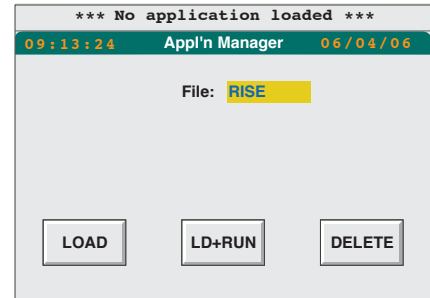 *** No application loaded ***
09:13:24 Appl'n Manager 06/04/06
File: RISE
LOAD LD+RUN DELETE